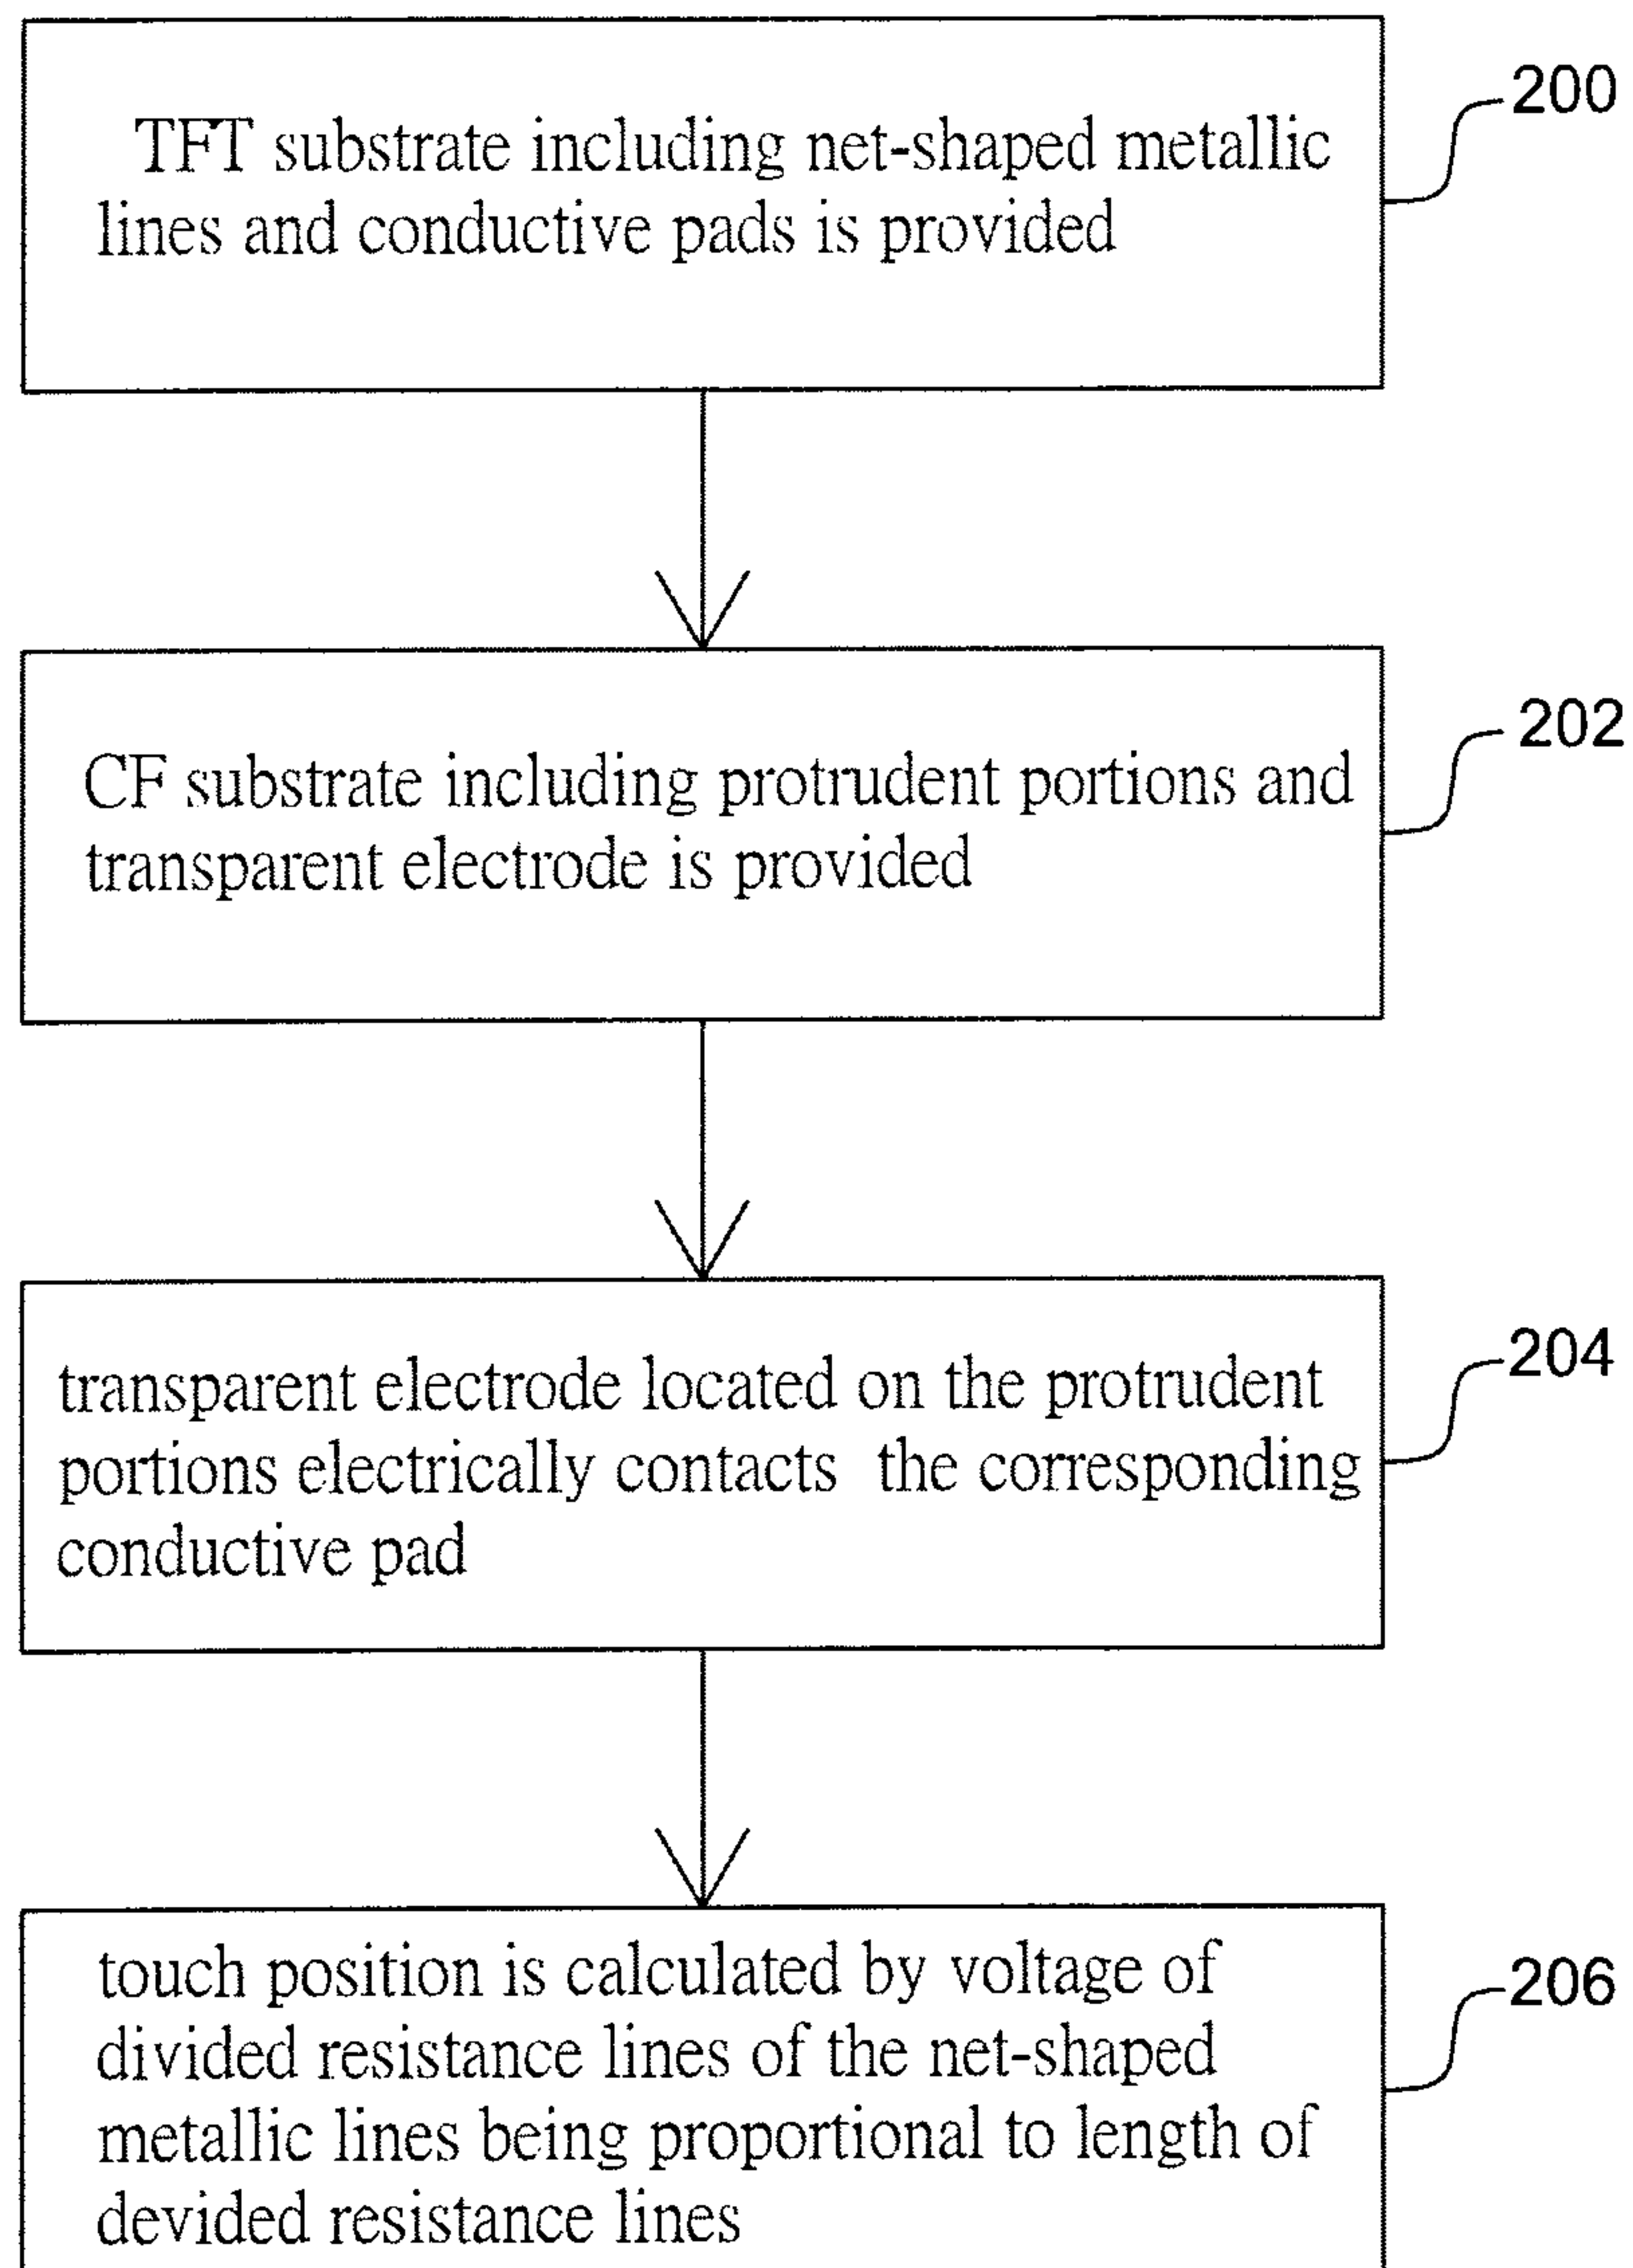 200
TFT substrate including net-shaped metallic
lines and conductive pads is provided
202
CF substrate including protrudent portions and
transparent electrode is provided
204
transparent electrode located on the protrudent
portions electrically contacts the corresponding
conductive pad
206
touch position is calculated by voltage of
divided resistance lines of the net-shaped
metallic lines being proportional to length of
devided resistance lines